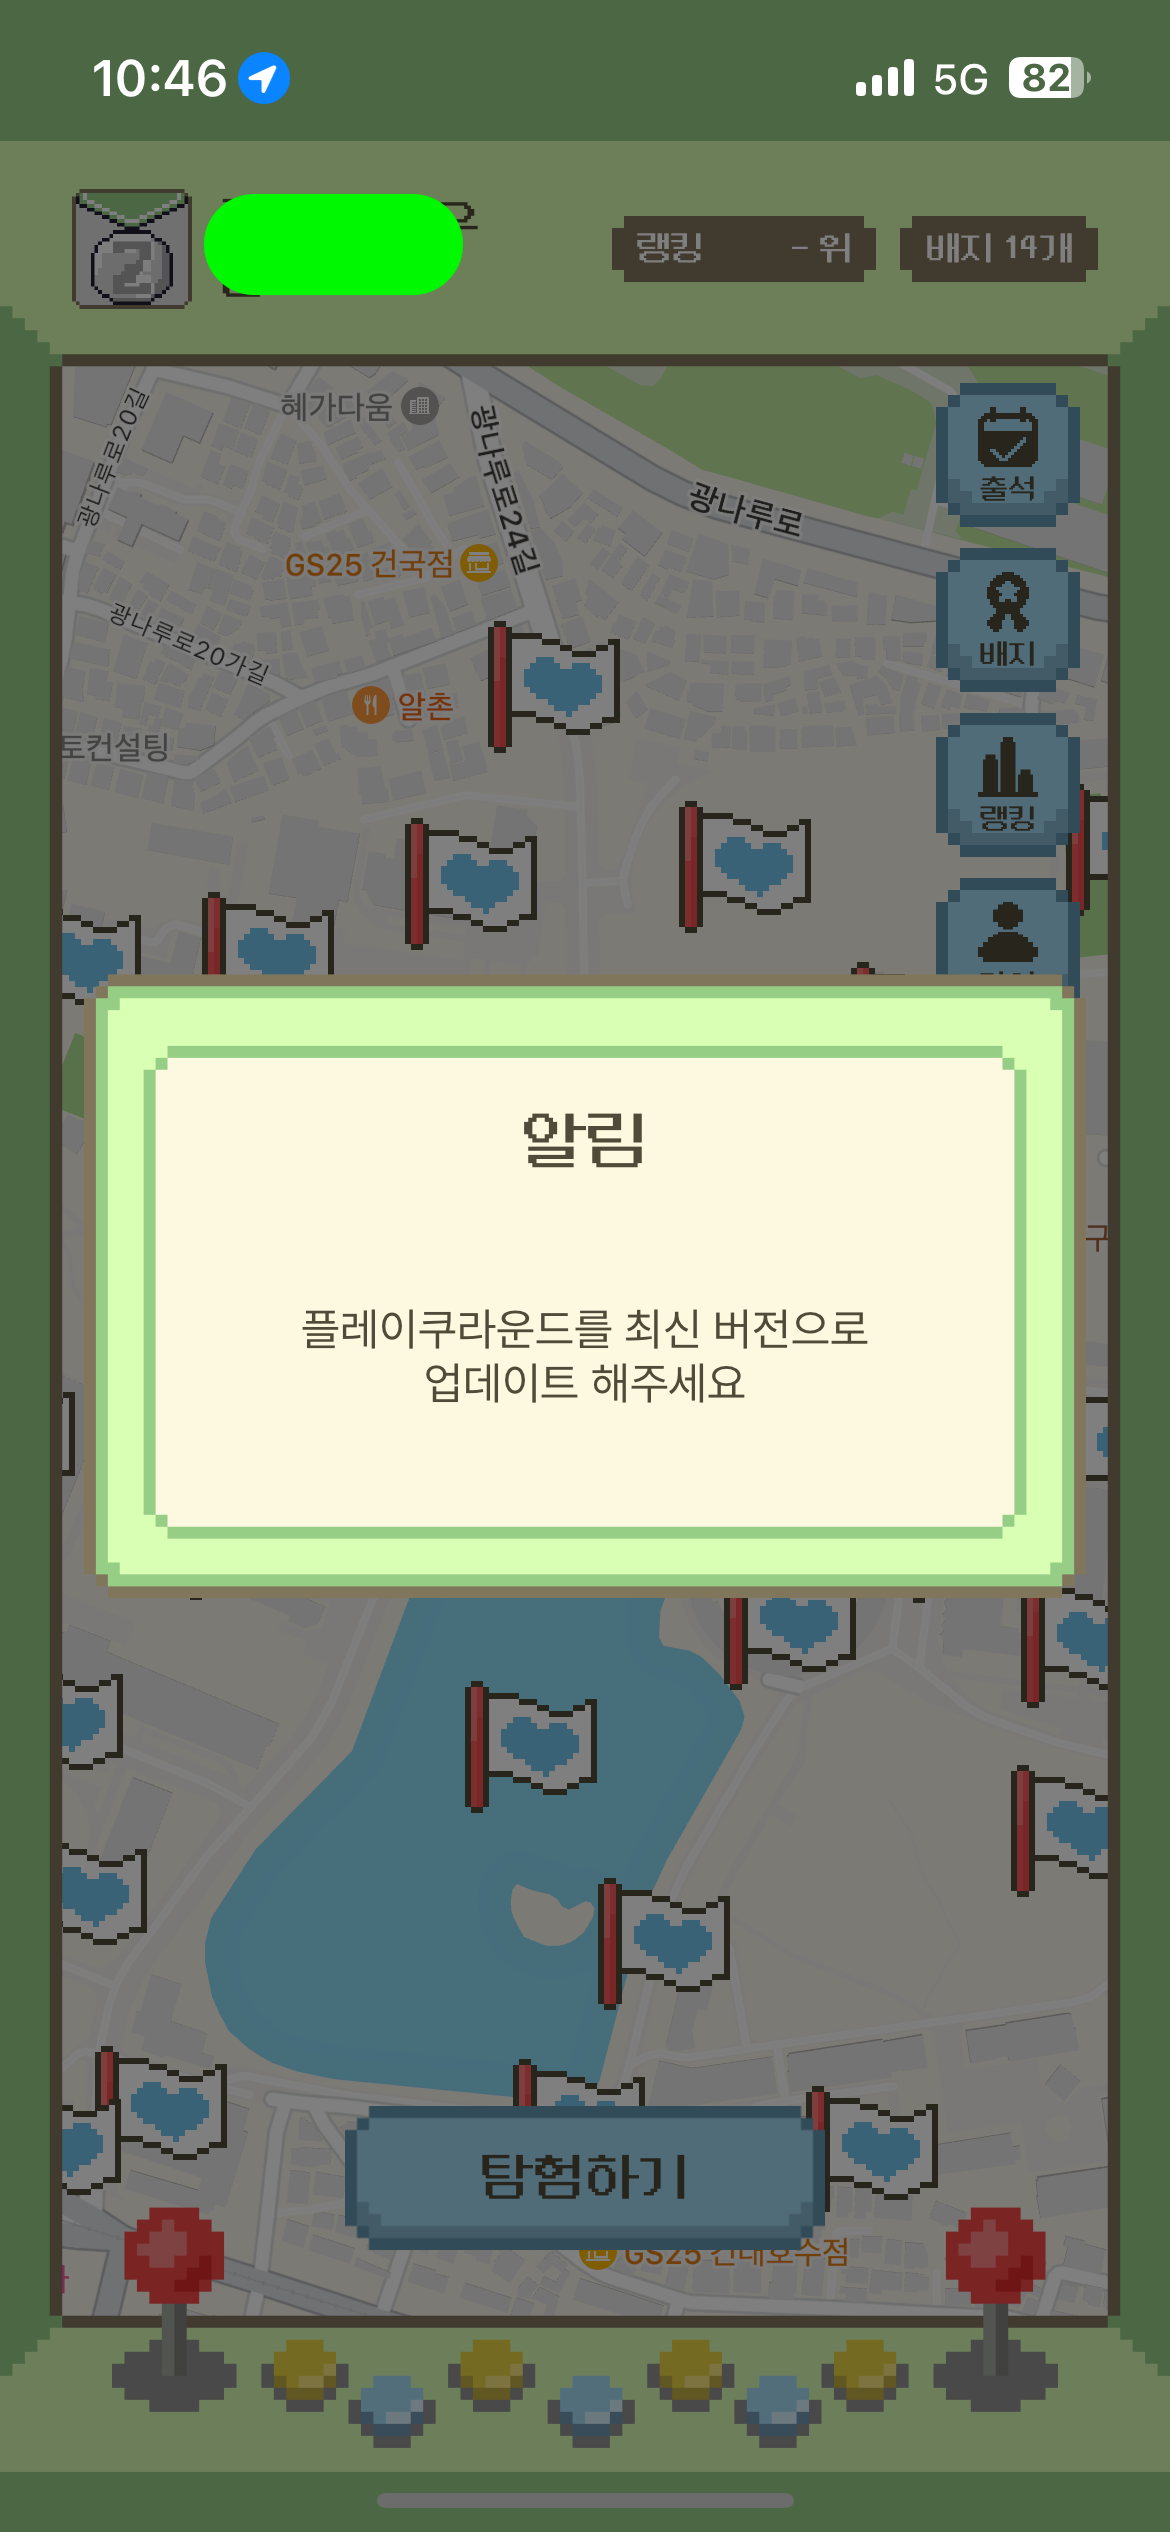 10:46
5G
82
랭킹 - 위
배지 14개
혜가다움
광나루로20길
광나루로24길
광나루로
출석
GS25 건국점
광나루로20가길
배지
알촌
토컨설팅
랭킹
알림
플레이쿠라운드를 최신 버전으로
업데이트 해주세요
탐험하기
GS25 건대호수점